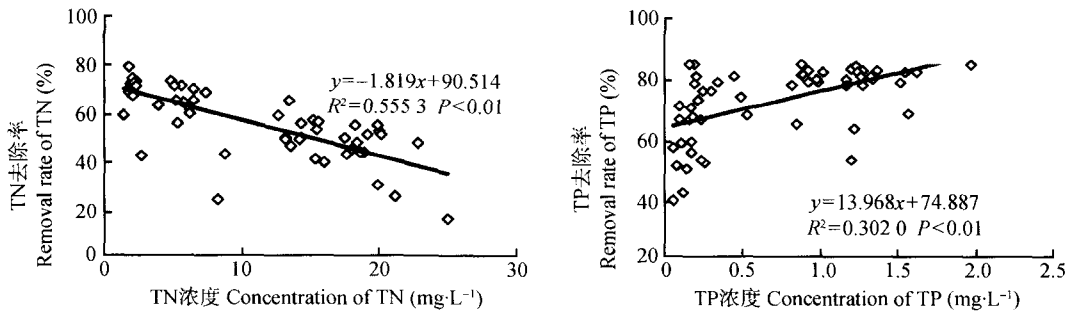 100
80
60
40
20
0
TN去除率
Removal rate of TN (%)
y=−1.819x+90.514
R²=0.555 3 P<0.01
0 10 20 30
TN浓度 Concentration of TN (mg·L⁻¹)
100
80
60
40
20
TP去除率
Removal rate of TP (%)
y=13.968x+74.887
R²=0.302 0 P<0.01
0 0.5 1.0 1.5 2.0 2.5
TP浓度 Concentration of TP (mg·L⁻¹)